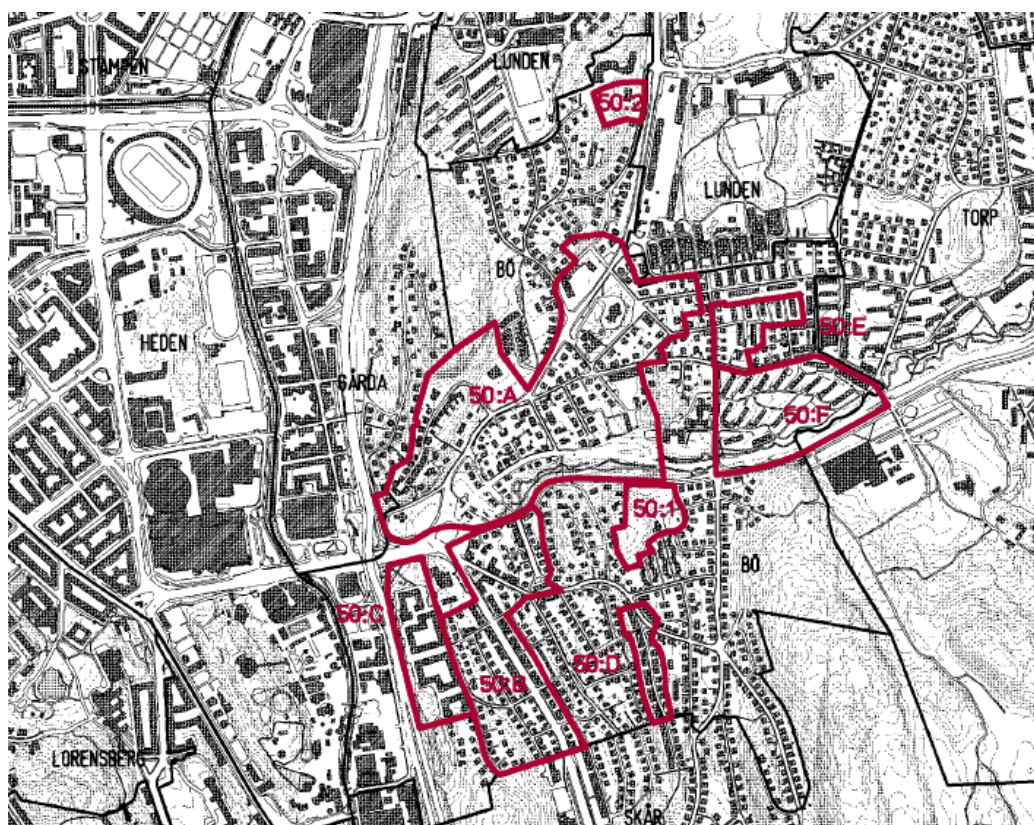 STAMPEN
LUNDEN
50:2
LUNDEN
TORP
BÖ
HEDEN
50:E
GÅRDA
50:A
50:F
50:1
BÖ
50:C
50:D
50:B
LORENSBERG
SKÅR